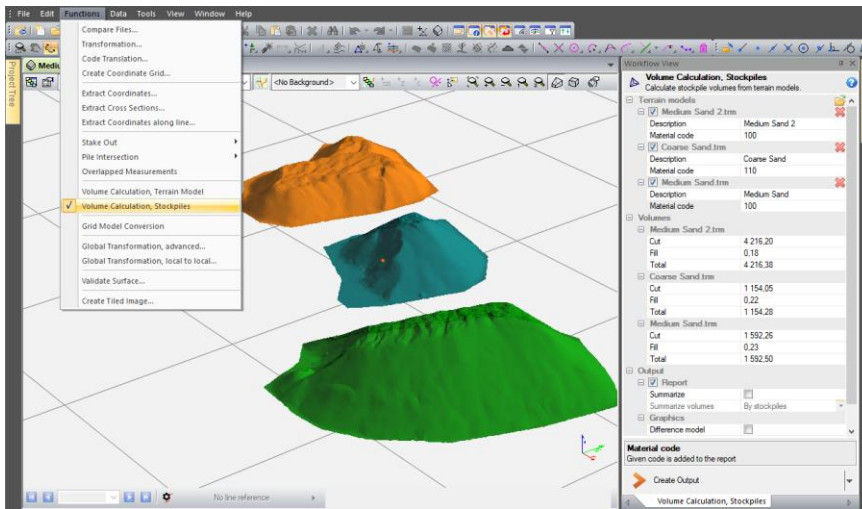 File Edit Functions Data Tools View Window Help
Compare Files...
Transformation...
Code Translation...
Create Coordinate Grid...
Extract Coordinates...
Extract Cross Sections...
Extract Coordinates along line...
Stake Out
Pile Intersection
Overlapped Measurements
Volume Calculation, Terrain Model
Volume Calculation, Stockpiles
Grid Model Conversion
Global Transformation, advanced...
Global Transformation, local to local...
Validate Surface...
Create Tiled Image...
Project Tree
<No Background>
No line reference
Workflow View
Volume Calculation, Stockpiles
Calculate stockpile volumes from terrain models.
Terrain models
Medium Sand 2.trm
Description Medium Sand 2
Material code 100
Coarse Sand.trm
Description Coarse Sand
Material code 110
Medium Sand.trm
Description Medium Sand
Material code 100
Volumes
Medium Sand 2.trm
Cut 4 216,20
Fill 0,18
Total 4 216,38
Coarse Sand.trm
Cut 1 154,05
Fill 0,22
Total 1 154,28
Medium Sand.trm
Cut 1 592,26
Fill 0,23
Total 1 592,50
Output
Report
Summarize
Summarize volumes By stockpiles
Graphics
Difference model
Material code
Given code is added to the report
Create Output
Volume Calculation, Stockpiles